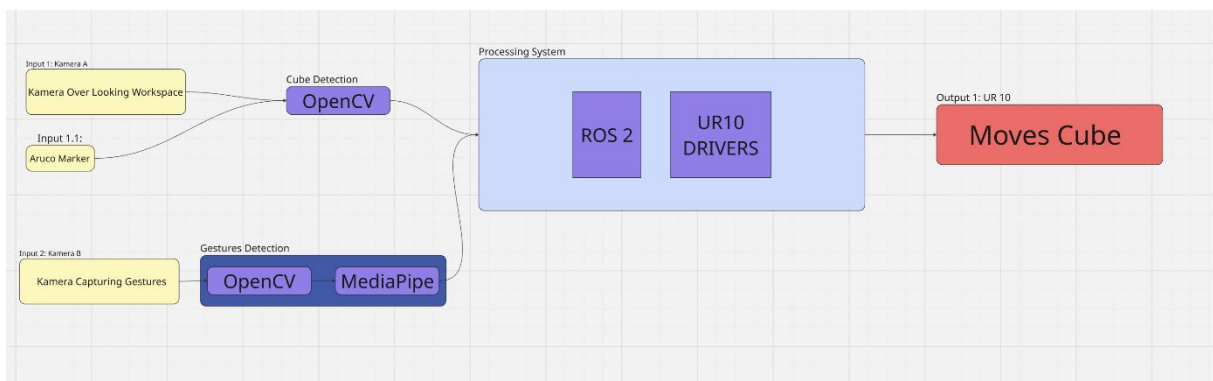 Input 1: Kamera A
Kamera Over Looking Workspace
Input 1.1:
Aruco Marker
Cube Detection
OpenCV
Input 2: Kamera B
Kamera Capturing Gestures
Gestures Detection
OpenCV
MediaPipe
Processing System
ROS 2
UR10
DRIVERS
Output 1: UR 10
Moves Cube